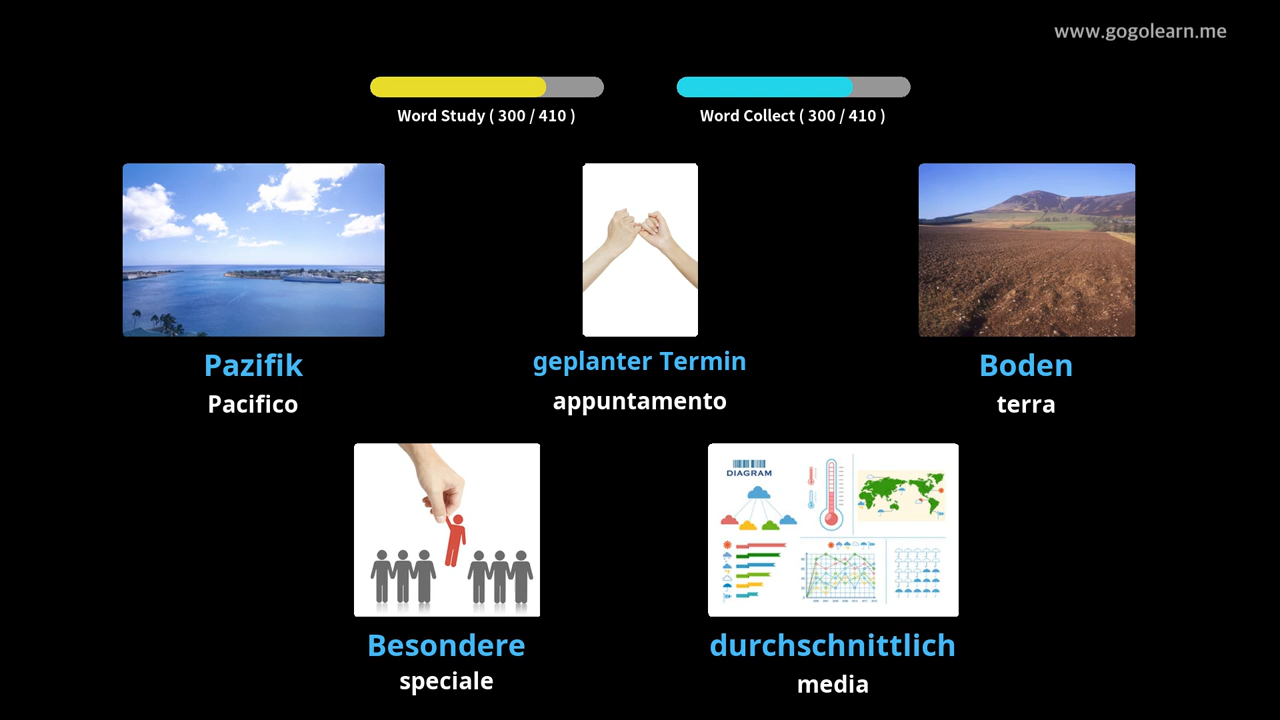 www.gogolearn.me
Word Study ( 300 / 410 )
Word Collect ( 300 / 410 )
Pazifik
Pacifico
geplanter Termin
appuntamento
Boden
terra
DIAGRAM
Besondere
speciale
durchschnittlich
media